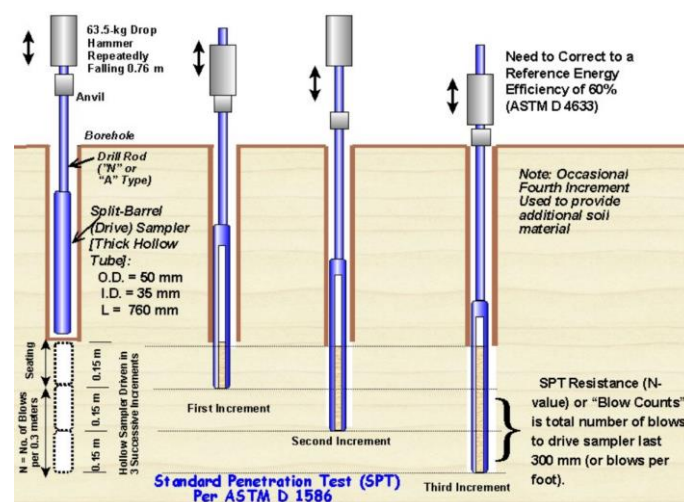 63.5-kg Drop
Hammer
Repeatedly
Falling 0.76 m
Anvil
Borehole
Drill Rod
("N" or
"A" Type)
Split-Barrel
(Drive) Sampler
[Thick Hollow
Tube]:
O.D. = 50 mm
I.D. = 35 mm
L = 760 mm
Need to Correct to a
Reference Energy
Efficiency of 60%
(ASTM D 4633)
Note: Occasional
Fourth Increment
Used to provide
additional soil
material
Seating
N = No. of Blows
per 0.3 meters
0.15 m
0.15 m
0.15 m
Hollow Sampler Driven in
3 Successive Increments
First Increment
Second Increment
Third Increment
SPT Resistance (N-
value) or "Blow Counts"
is total number of blows
to drive sampler last
300 mm (or blows per
foot).
Standard Penetration Test (SPT)
Per ASTM D 1586